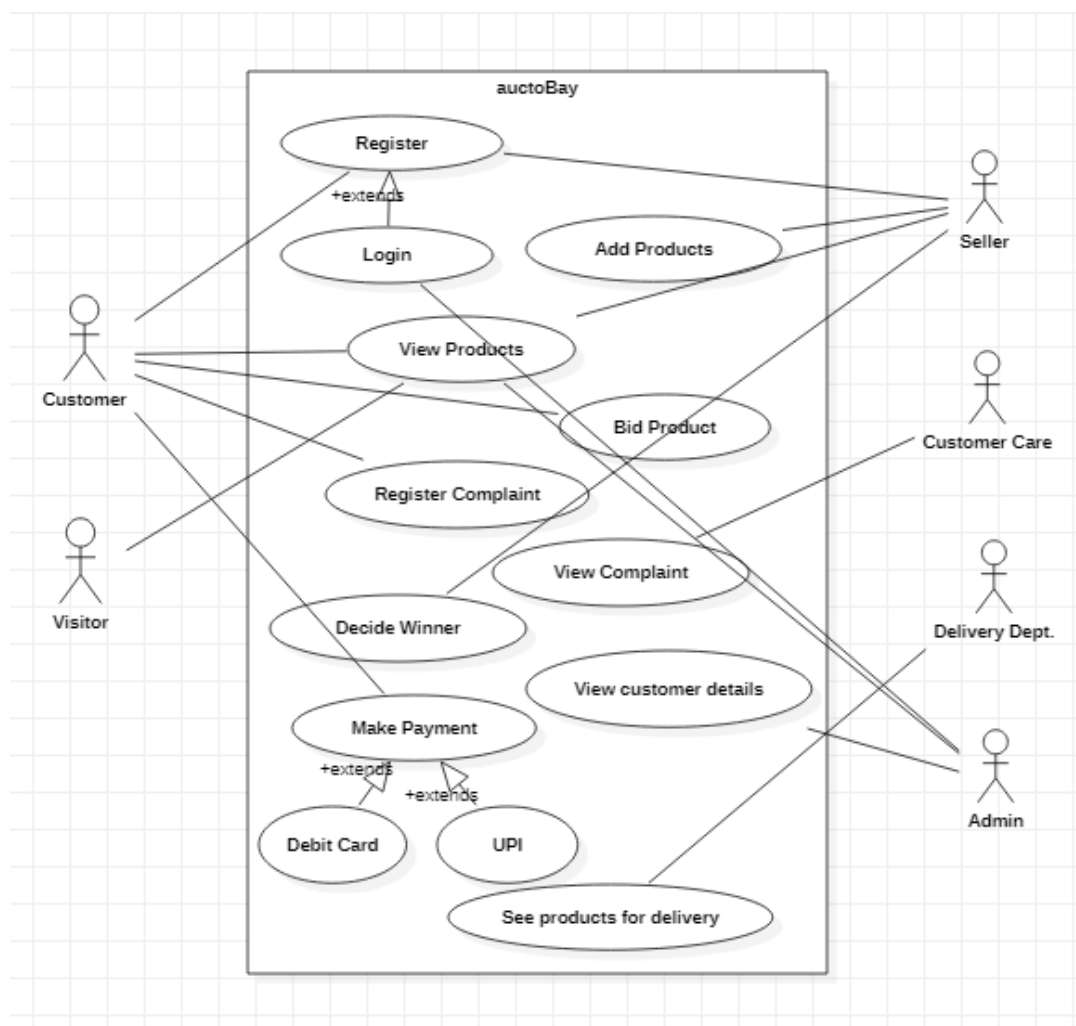 auctoBay
Register
+extends
Login
Add Products
Seller
View Products
Customer
Bid Product
Customer Care
Register Complaint
View Complaint
Visitor
Decide Winner
Delivery Dept.
View customer details
Make Payment
+extends
+extends
Admin
Debit Card
UPI
See products for delivery